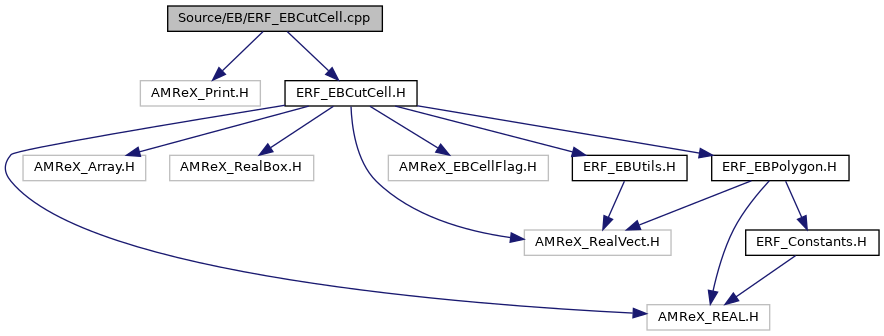 Source/EB/ERF_EBCutCell.cpp
AMReX_Print.H
ERF_EBCutCell.H
AMReX_Array.H
AMReX_RealBox.H
AMReX_EBCellFlag.H
ERF_EBUtils.H
ERF_EBPolygon.H
AMReX_RealVect.H
ERF_Constants.H
AMReX_REAL.H